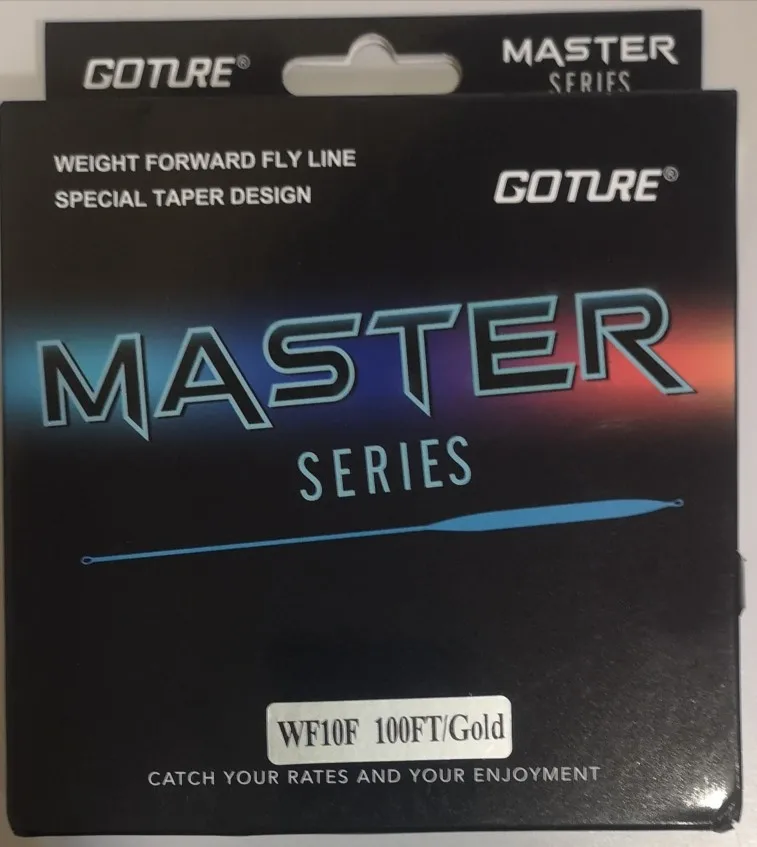 GOTURE®
MASTER
SERIES
WEIGHT FORWARD FLY LINE
SPECIAL TAPER DESIGN
GOTURE®
MASTER
SERIES
WF10F 100FT/Gold
CATCH YOUR RATES AND YOUR ENJOYMENT